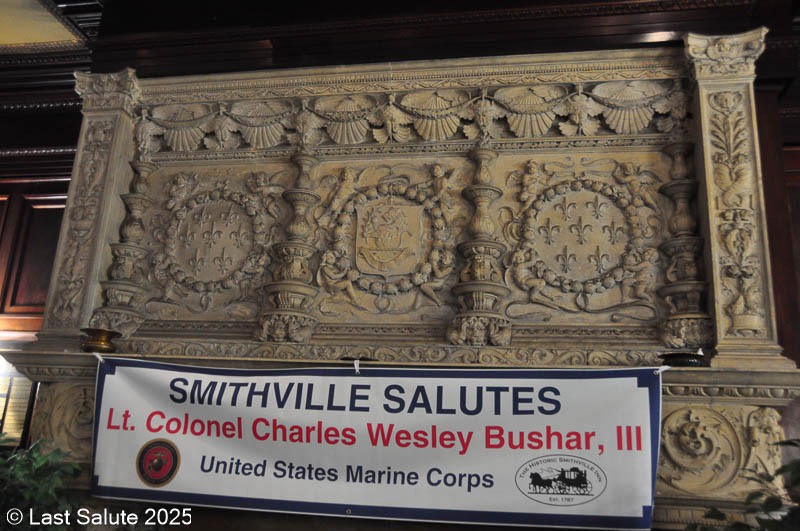 SMITHVILLE SALUTES
Lt. Colonel Charles Wesley Bushar, III
United States Marine Corps
THE HISTORIC SMITHVILLE INN
EST. 1787
© Last Salute 2025